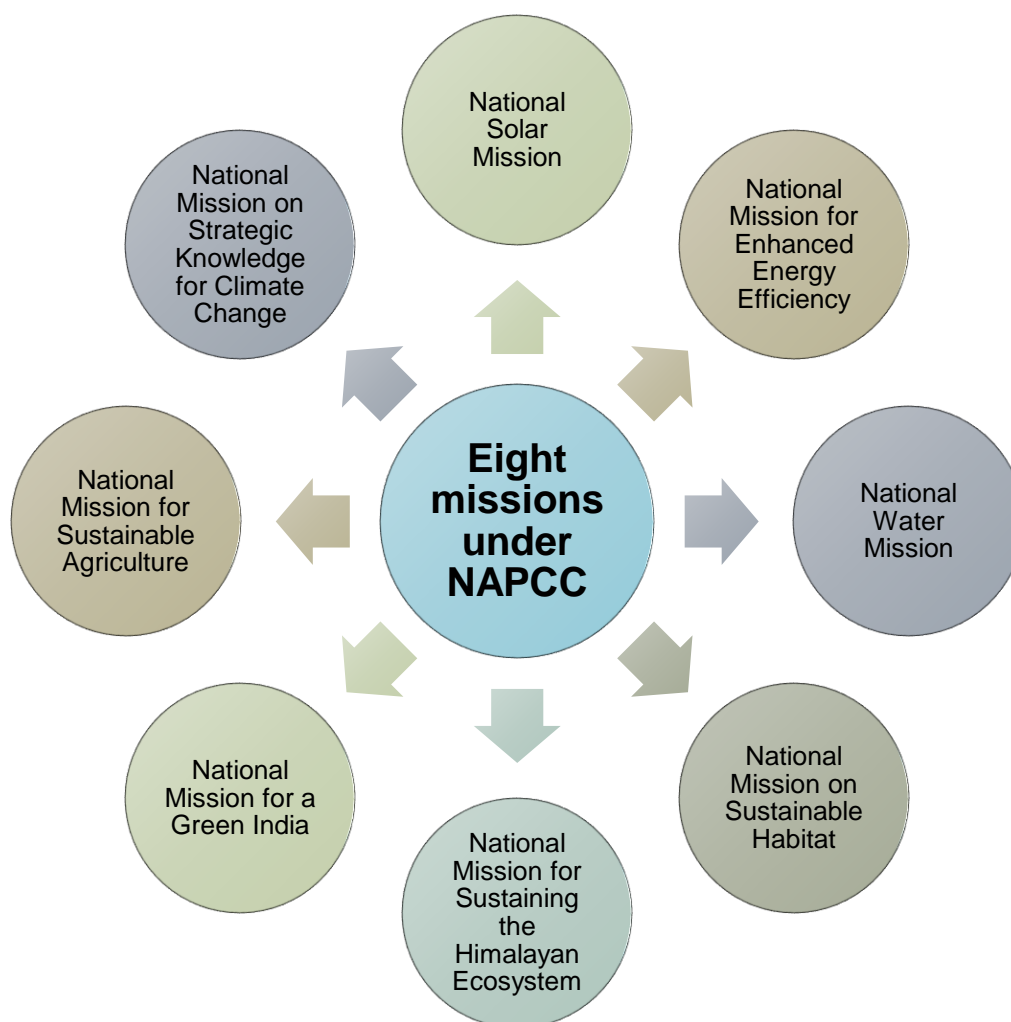 National
Solar
Mission
National
Mission for
Enhanced
Energy
Efficiency
National
Water
Mission
National
Mission on
Sustainable
Habitat
National
Mission for
Sustaining
the
Himalayan
Ecosystem
National
Mission for a
Green India
National
Mission for
Sustainable
Agriculture
National
Mission on
Strategic
Knowledge
for Climate
Change
Eight
missions
under
NAPCC